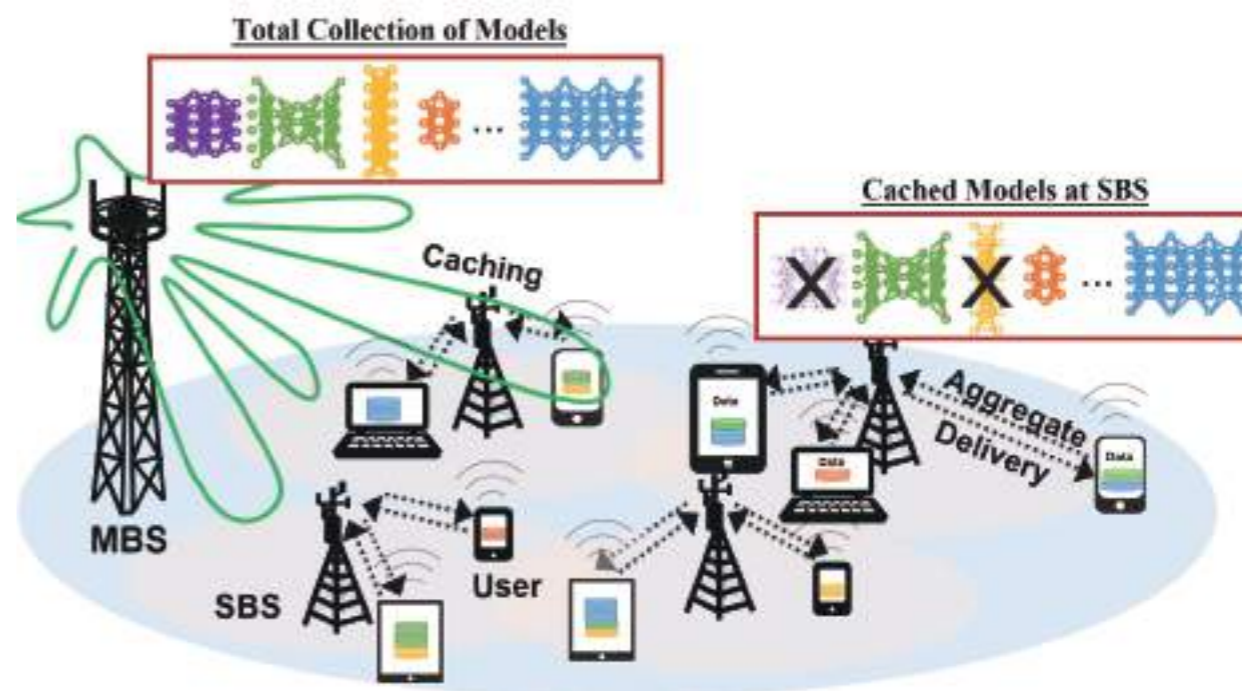 Total Collection of Models
...
Cached Models at SBS
X
X
...
Caching
Aggregate
Delivery
Data
Data
Data
MBS
User
SBS